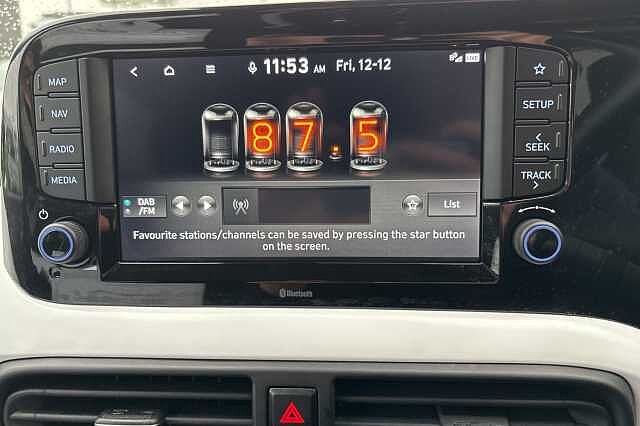 MAP
NAV
RADIO
MEDIA
11:53 AM Fri, 12-12
LIVE
87.5
DAB
/FM
List
Favourite stations/channels can be saved by pressing the star button
on the screen.
SETUP
SEEK
TRACK
Bluetooth